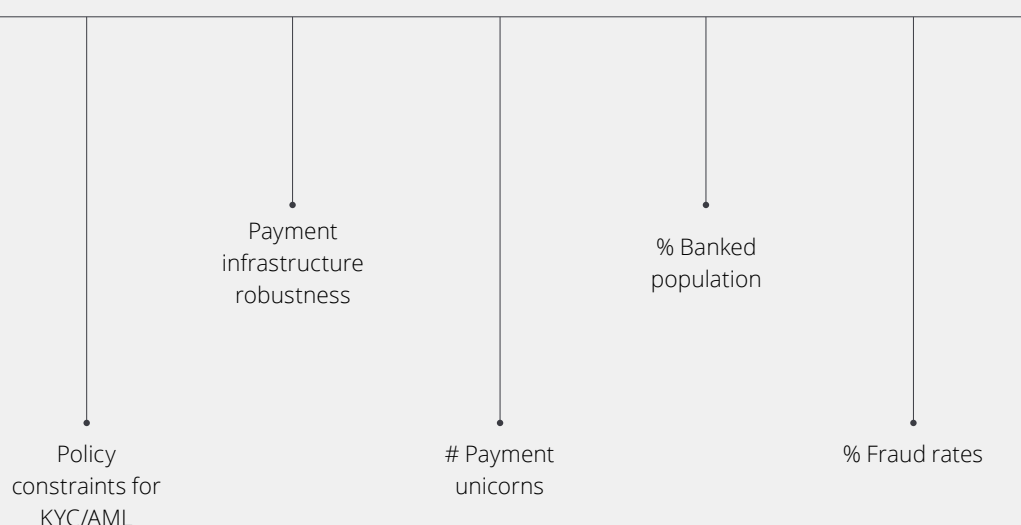 Payment
infrastructure
robustness
% Banked
population
Policy
constraints for
KYC/AML
# Payment
unicorns
% Fraud rates